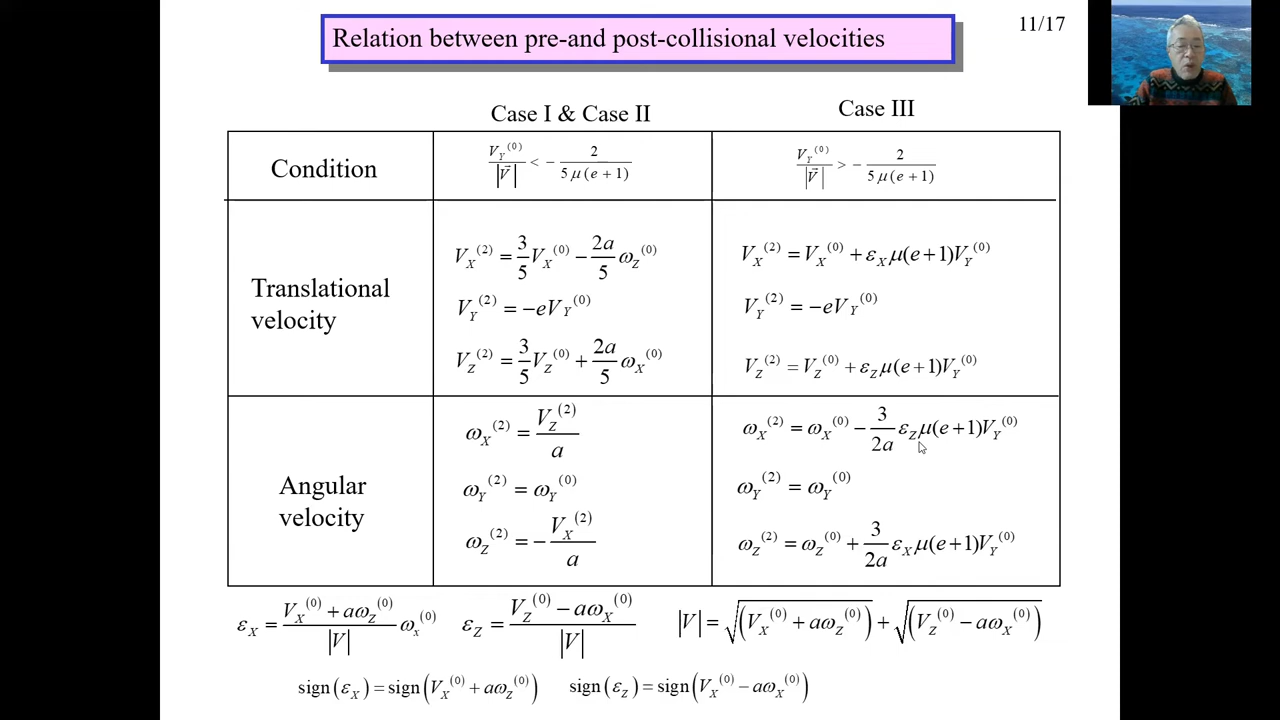 Relation between pre-and post-collisional velocities
11/17
Case I & Case II
Case III
Condition
V_Y^{(0)} / |V⃗| < − 2 / 5μ(e+1)
V_Y^{(0)} / |V⃗| > − 2 / 5μ(e+1)
Translational
velocity
V_X^{(2)} = 3/5 V_X^{(0)} − 2a/5 ω_Z^{(0)}
V_Y^{(2)} = −eV_Y^{(0)}
V_Z^{(2)} = 3/5 V_Z^{(0)} + 2a/5 ω_X^{(0)}
V_X^{(2)} = V_X^{(0)} + ε_X μ(e+1)V_Y^{(0)}
V_Y^{(2)} = −eV_Y^{(0)}
V_Z^{(2)} = V_Z^{(0)} + ε_Z μ(e+1)V_Y^{(0)}
Angular
velocity
ω_X^{(2)} = V_Z^{(2)} / a
ω_Y^{(2)} = ω_Y^{(0)}
ω_Z^{(2)} = − V_X^{(2)} / a
ω_X^{(2)} = ω_X^{(0)} − 3/2a ε_Z μ(e+1)V_Y^{(0)}
ω_Y^{(2)} = ω_Y^{(0)}
ω_Z^{(2)} = ω_Z^{(0)} + 3/2a ε_X μ(e+1)V_Y^{(0)}
ε_X = V_X^{(0)} + aω_Z^{(0)} / |V| ω_x^{(0)}
ε_Z = V_Z^{(0)} − aω_X^{(0)} / |V|
|V| = √(V_X^{(0)} + aω_Z^{(0)}) + √(V_Z^{(0)} − aω_X^{(0)})
sign(ε_X) = sign(V_X^{(0)} + aω_Z^{(0)})
sign(ε_Z) = sign(V_X^{(0)} − aω_X^{(0)})